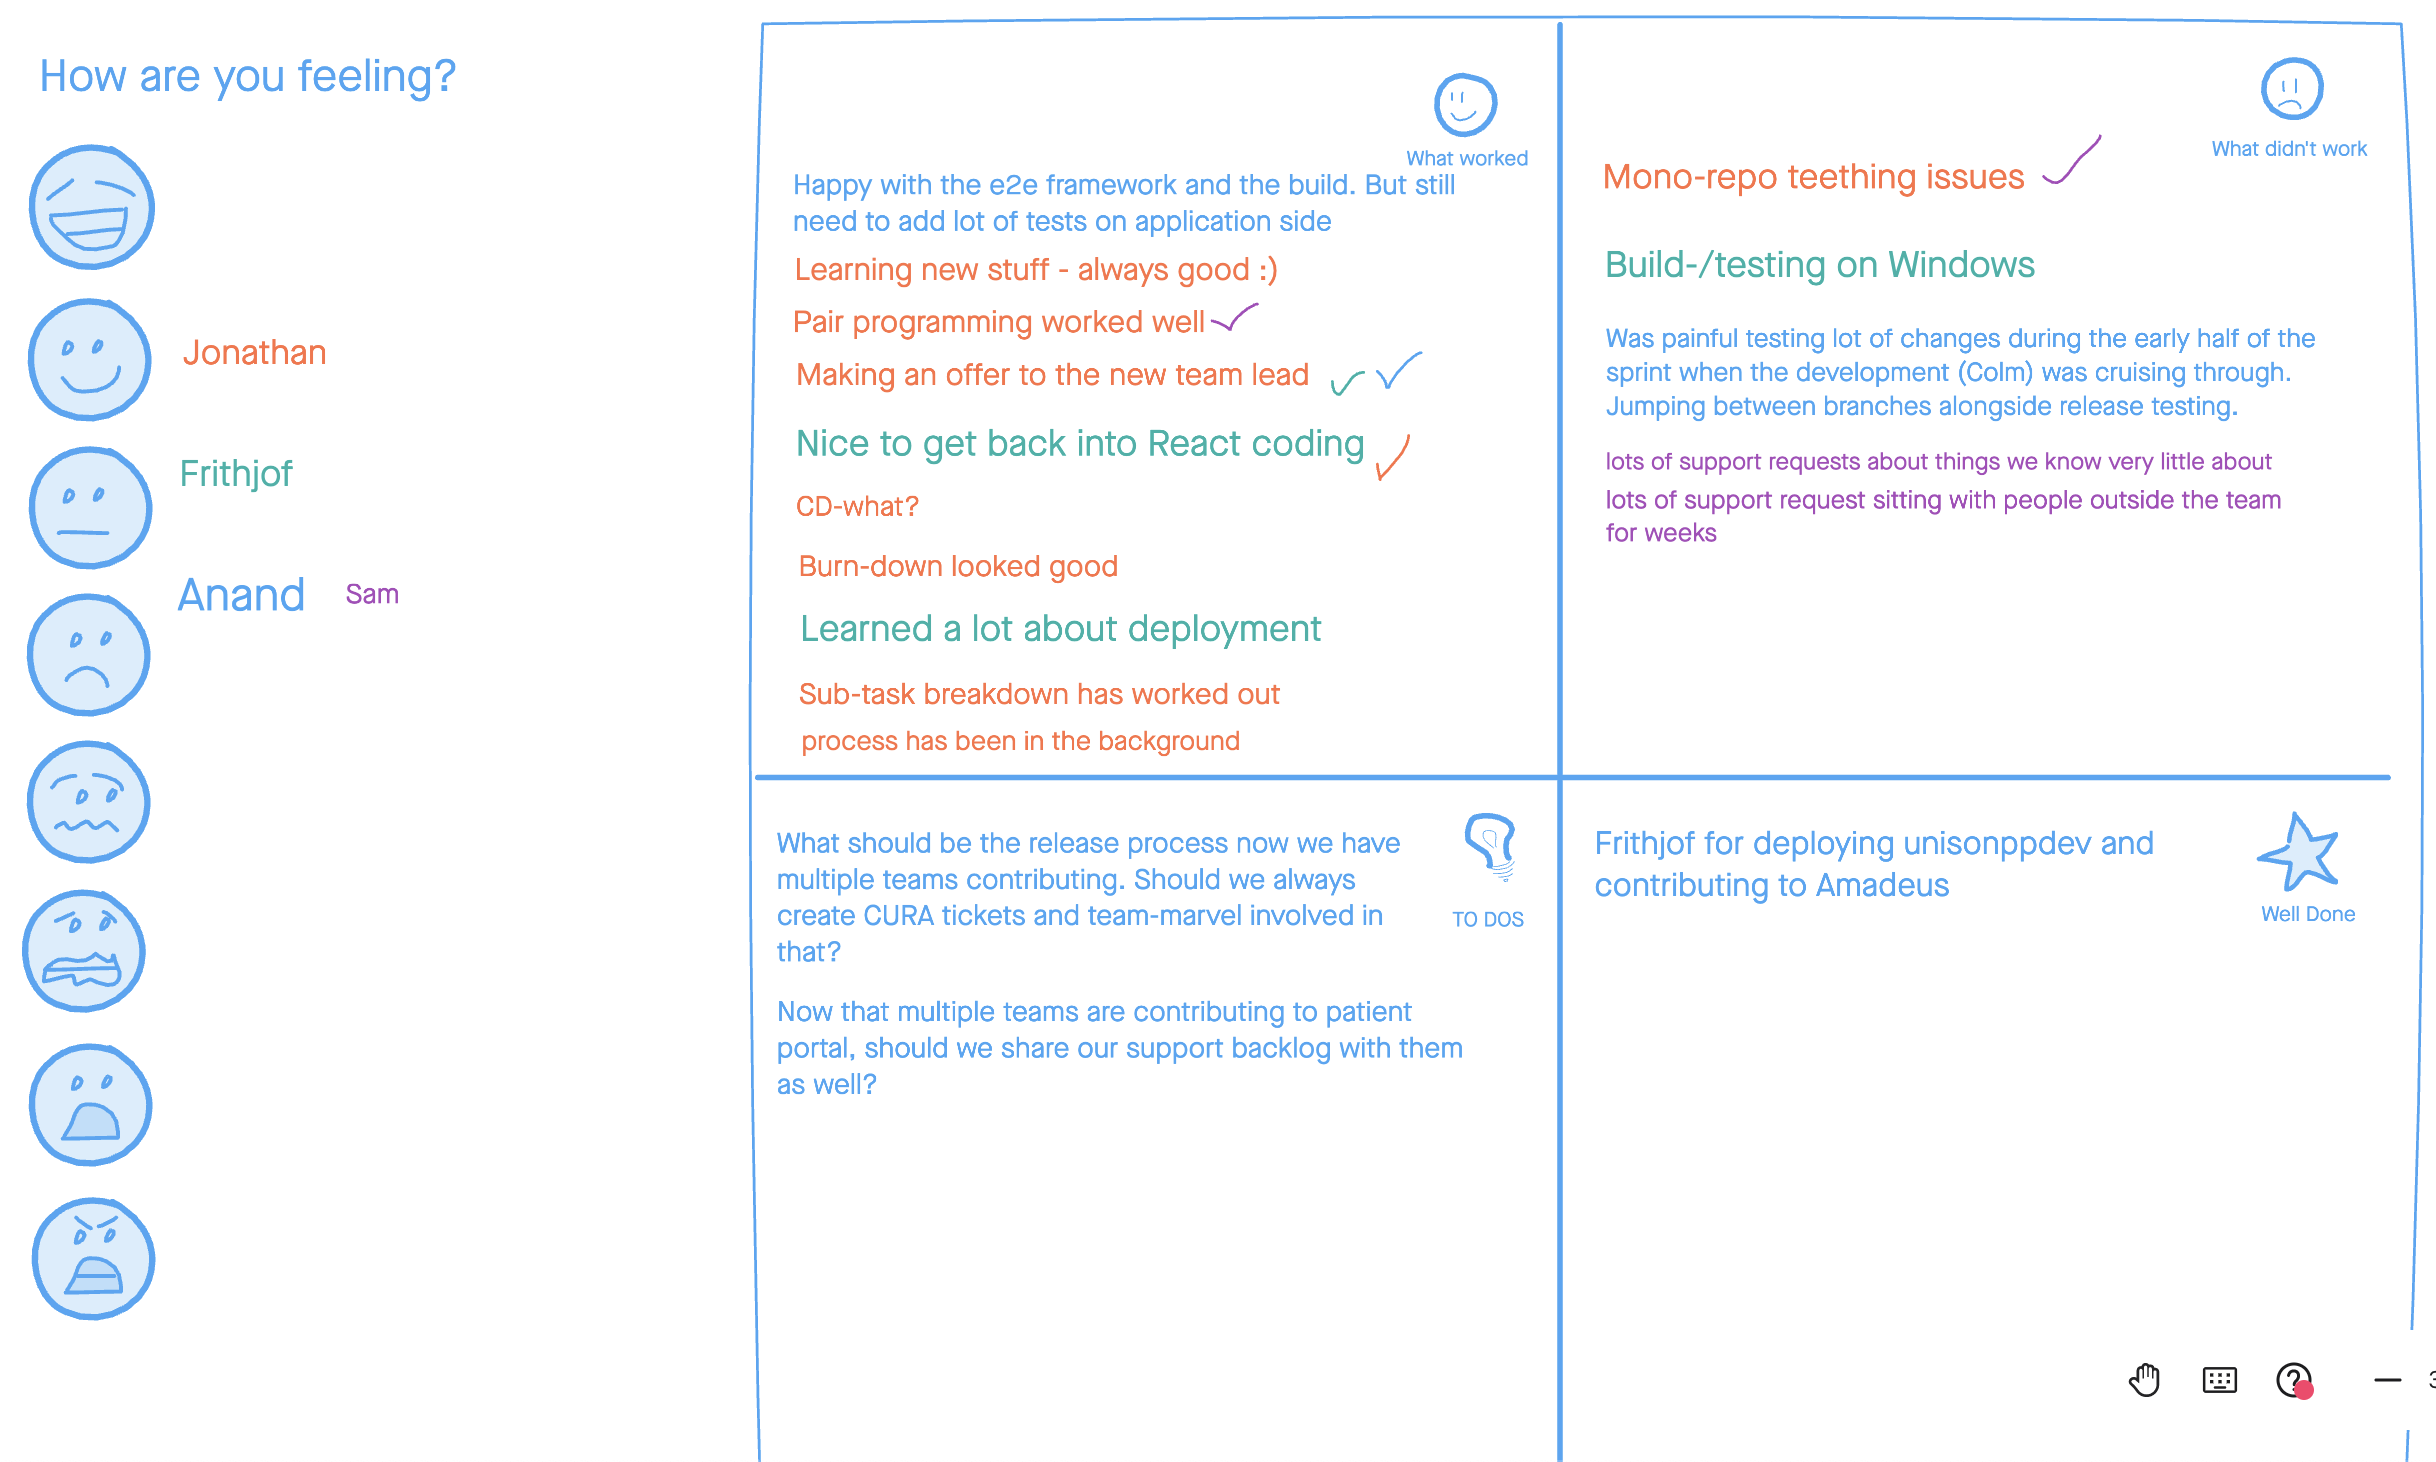 How are you feeling?
Jonathan
Frithjof
Anand
Sam
What worked
Happy with the e2e framework and the build. But still
need to add lot of tests on application side
Learning new stuff - always good :)
Pair programming worked well
Making an offer to the new team lead
Nice to get back into React coding
CD-what?
Burn-down looked good
Learned a lot about deployment
Sub-task breakdown has worked out
process has been in the background
What didn't work
Mono-repo teething issues
Build-/testing on Windows
Was painful testing lot of changes during the early half of the
sprint when the development (Colm) was cruising through.
Jumping between branches alongside release testing.
lots of support requests about things we know very little about
lots of support request sitting with people outside the team
for weeks
TO DOS
What should be the release process now we have
multiple teams contributing. Should we always
create CURA tickets and team-marvel involved in
that?
Now that multiple teams are contributing to patient
portal, should we share our support backlog with them
as well?
Well Done
Frithjof for deploying unisonppdev and
contributing to Amadeus